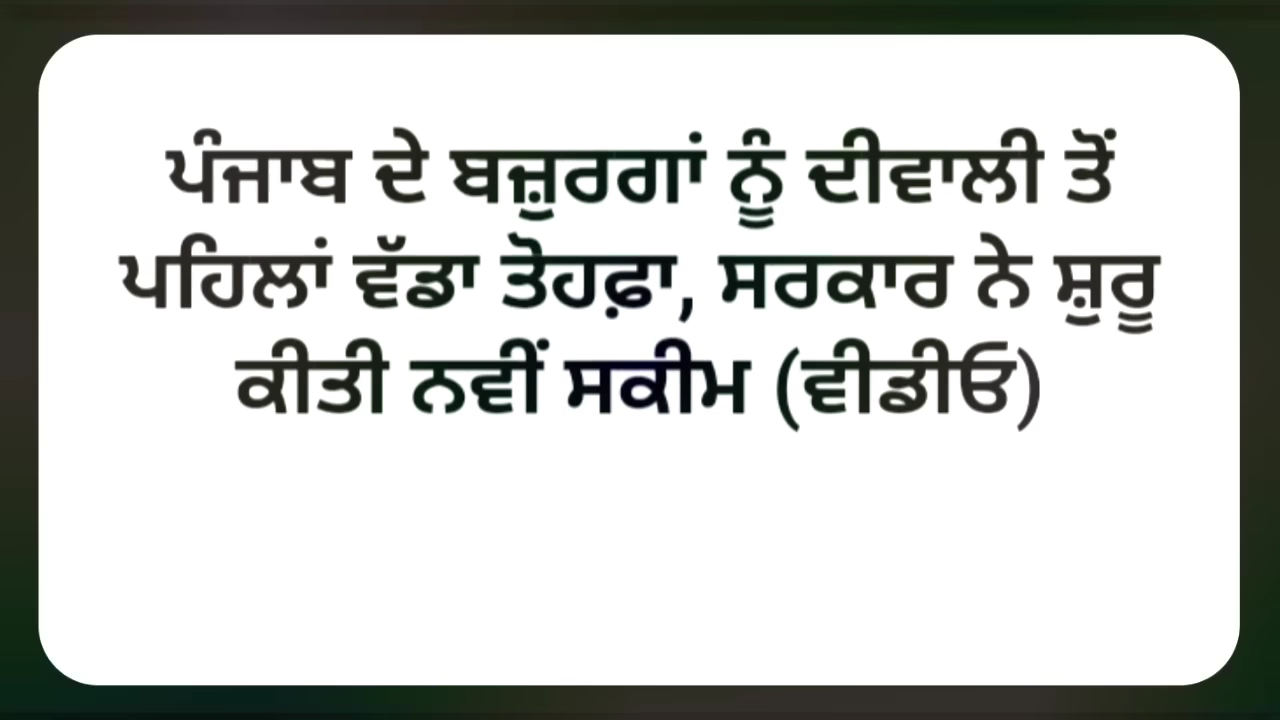 ਪੰਜਾਬ ਦੇ ਬਜ਼ੁਰਗਾਂ ਨੂੰ ਦੀਵਾਲੀ ਤੋਂ
ਪਹਿਲਾਂ ਵੱਡਾ ਤੋਹਫ਼ਾ, ਸਰਕਾਰ ਨੇ ਸ਼ੁਰੂ
ਕੀਤੀ ਨਵੀਂ ਸਕੀਮ (ਵੀਡੀਓ)